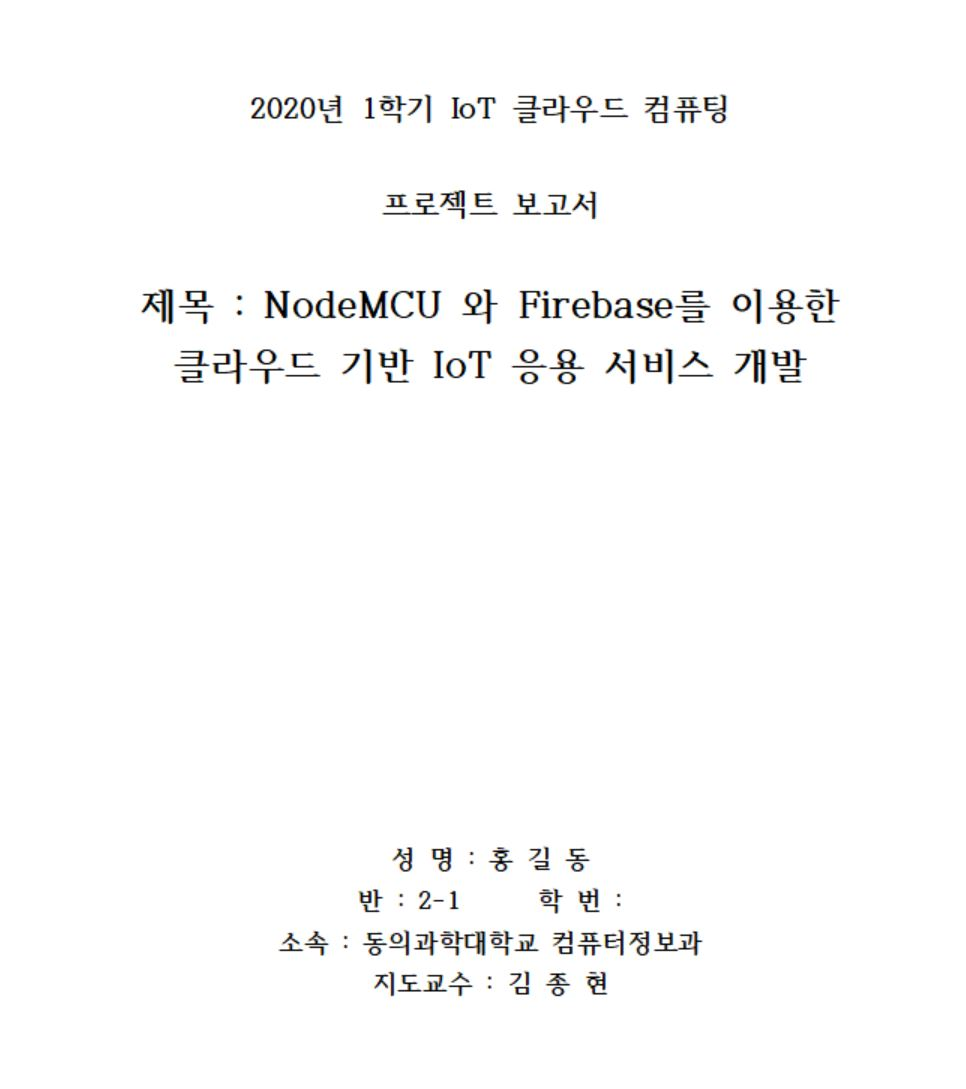 2020년 1학기 IoT 클라우드 컴퓨팅
프로젝트 보고서
제목 : NodeMCU 와 Firebase를 이용한
클라우드 기반 IoT 응용 서비스 개발
성 명 : 홍 길 동
반 : 2-1 학 번 :
소속 : 동의과학대학교 컴퓨터정보과
지도교수 : 김 종 현